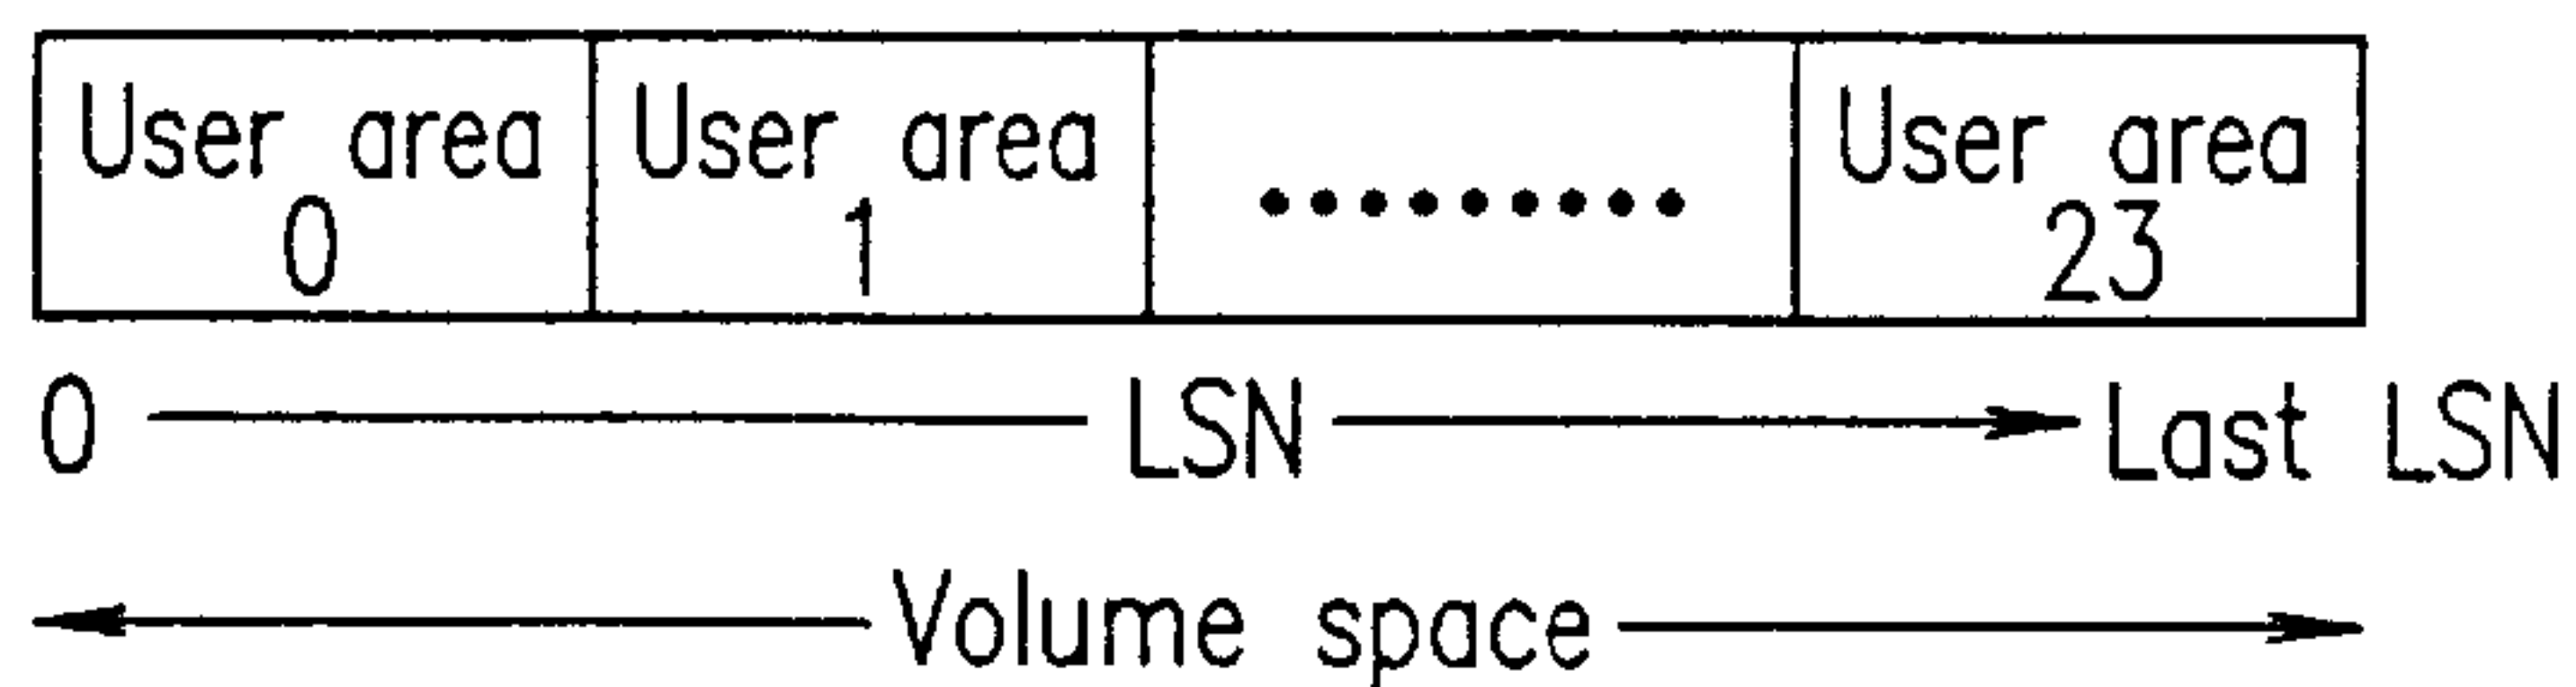 User area User area User area
0 1 ......... 23
0 LSN Last LSN
Volume space